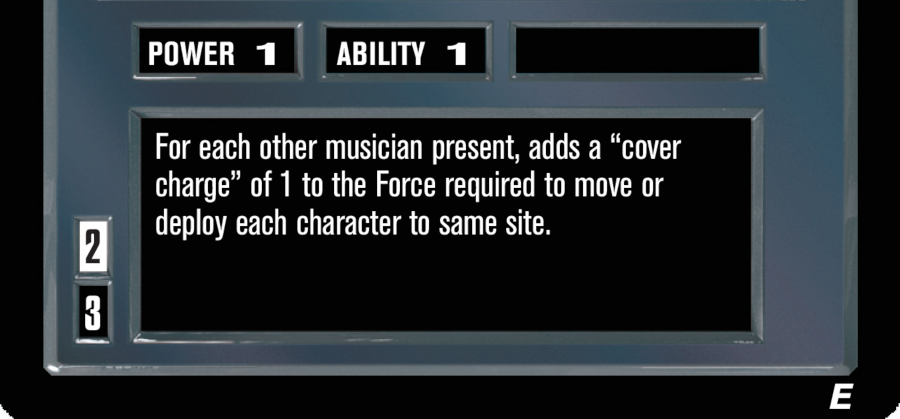 POWER 1 ABILITY 1
For each other musician present, adds a “cover
charge” of 1 to the Force required to move or
deploy each character to same site.
2
3
E